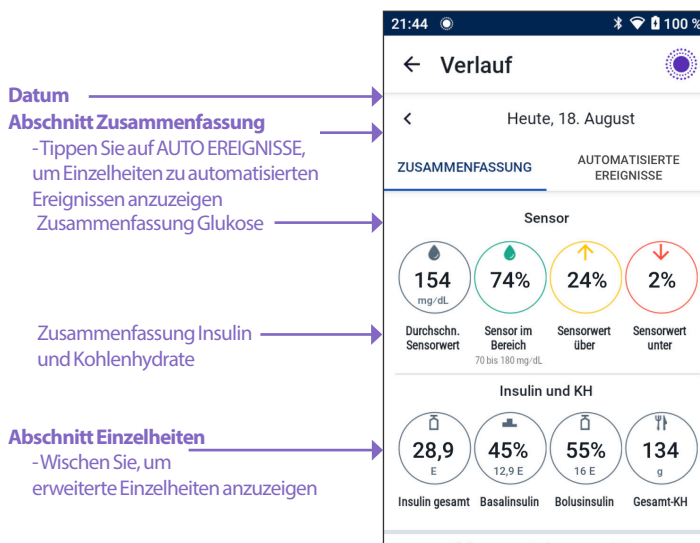 Datum
Abschnitt Zusammenfassung
- Tippen Sie auf AUTO EREIGNISSE,
um Einzelheiten zu automatisierten
Ereignissen anzuzeigen
Zusammenfassung Glukose
Zusammenfassung Insulin
und Kohlenhydrate
Abschnitt Einzelheiten
- Wischen Sie, um
erweiterte Einzelheiten anzuzeigen
21:44 100 %
Verlauf
Heute, 18. August
ZUSAMMENFASSUNG
AUTOMATISIERTE
EREIGNISSE
Sensor
154 74% 24% 2%
mg/dL
Durchschn. Sensor im Sensorwert Sensorwert
Sensorwert Bereich über unter
70 bis 180 mg/dL
Insulin und KH
28,9 45% 55% 134
E 12,9 E 16 E g
Insulin gesamt Basalinsulin Bolusinsulin Gesamt-KH